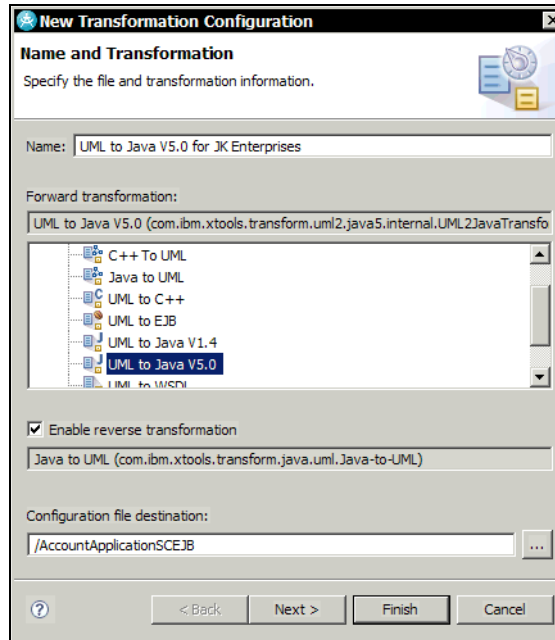 New Transformation Configuration
Name and Transformation
Specify the file and transformation information.
Name: UML to Java V5.0 for JK Enterprises
Forward transformation:
UML to Java V5.0 (com.ibm.xtools.transform.uml2.java5.internal.UML2JavaTransfo
C++ To UML
Java to UML
UML to C++
UML to EJB
UML to Java V1.4
UML to Java V5.0
UML to WSDL
Enable reverse transformation
Java to UML (com.ibm.xtools.transform.java.uml.Java-to-UML)
Configuration file destination:
/AccountApplicationSCEJB
...
< Back Next > Finish Cancel